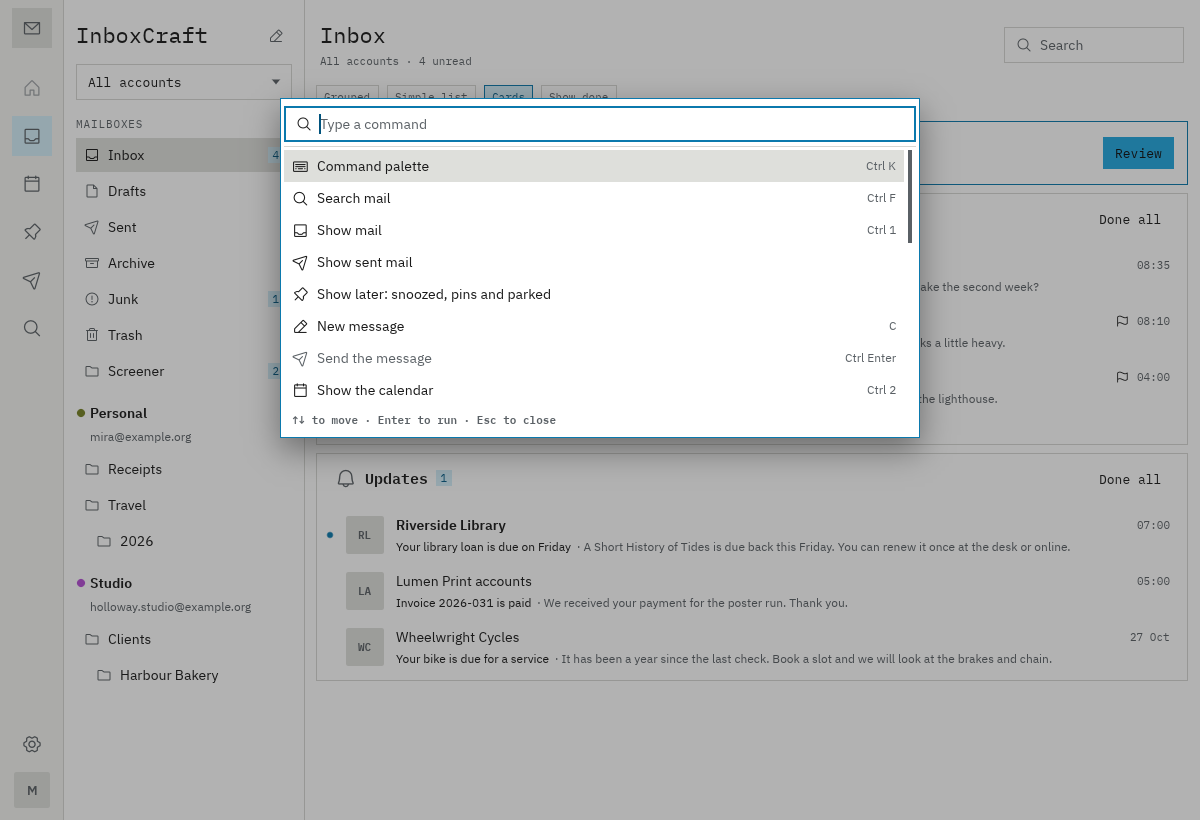 InboxCraft
All accounts
MAILBOXES
Inbox 4
Drafts
Sent
Archive
Junk 1
Trash
Screener 2
Personal
mira@example.org
Receipts
Travel
2026
Studio
holloway.studio@example.org
Clients
Harbour Bakery
M
Inbox
All accounts · 4 unread
Search
Grouped Simple list Cards Show done
Review
Type a command
Command palette Ctrl K
Search mail Ctrl F
Show mail Ctrl 1
Show sent mail
Show later: snoozed, pins and parked
New message C
Send the message Ctrl Enter
Show the calendar Ctrl 2
↑↓ to move · Enter to run · Esc to close
Done all
08:35
the second week?
08:10
a little heavy.
04:00
the lighthouse.
Updates 1 Done all
RL Riverside Library 07:00
Your library loan is due on Friday · A Short History of Tides is due back this Friday. You can renew it once at the desk or online.
LA Lumen Print accounts 05:00
Invoice 2026-031 is paid · We received your payment for the poster run. Thank you.
WC Wheelwright Cycles 27 Oct
Your bike is due for a service · It has been a year since the last check. Book a slot and we will look at the brakes and chain.